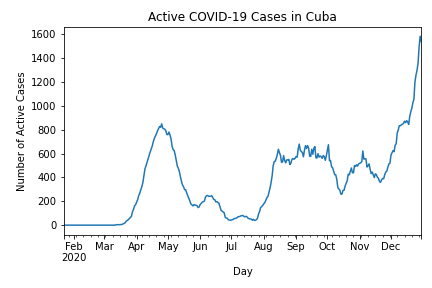 Active COVID-19 Cases in Cuba
1600
1400
1200
1000
800
600
400
200
0
Number of Active Cases
Feb Mar Apr May Jun Jul Aug Sep Oct Nov Dec
2020
Day